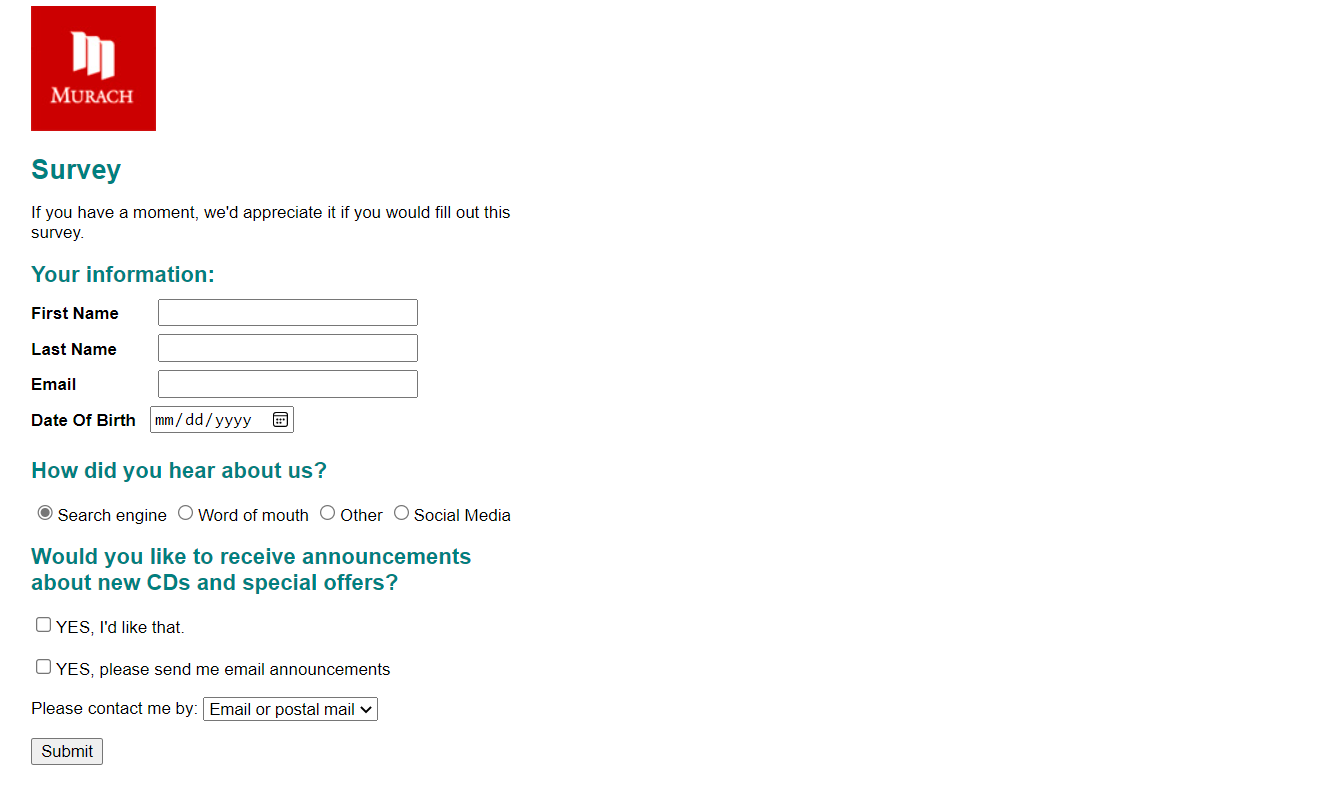 MURACH
Survey
If you have a moment, we'd appreciate it if you would fill out this
survey.
Your information:
First Name
Last Name
Email
Date Of Birth mm/dd/yyyy
How did you hear about us?
Search engine Word of mouth Other Social Media
Would you like to receive announcements
about new CDs and special offers?
YES, I'd like that.
YES, please send me email announcements
Please contact me by: Email or postal mail
Submit